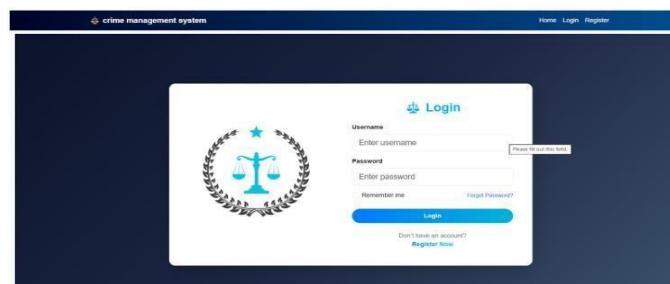 crime management system
Home Login Register
Login
Username
Enter username
Please fill out this field.
Password
Enter password
Remember me Forgot Password?
Login
Don't have an account?
Register Now